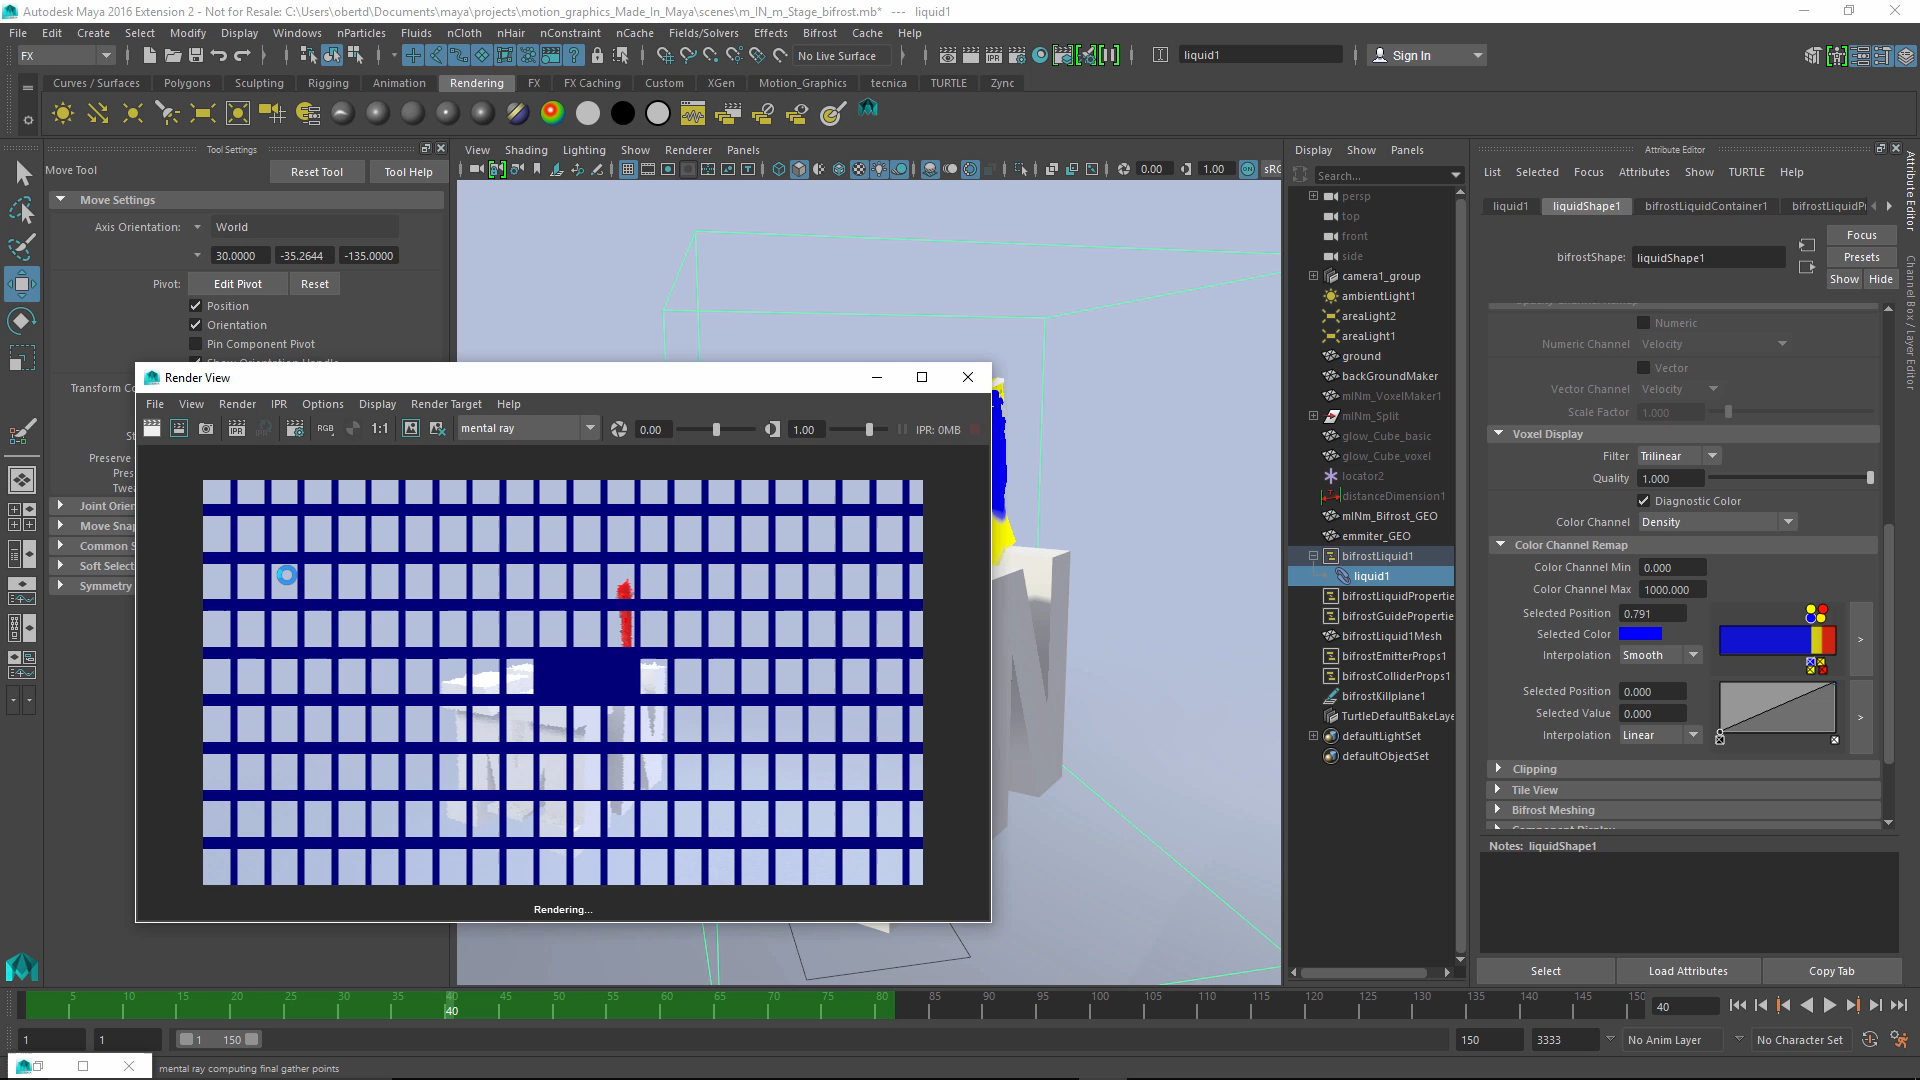 Autodesk Maya 2016 Extension 2 - Not for Resale: C:\Users\obertd\Documents\maya\projects\motion_graphics_Made_In_Maya\scenes\m_IN_m_Stage_bifrost.mb* --- liquid1
File Edit Create Select Modify Display Windows nParticles Fluids nCloth nHair nConstraint nCache Fields/Solvers Effects Bifrost Cache Help
FX No Live Surface liquid1 Sign In
Curves / Surfaces Polygons Sculpting Rigging Animation Rendering FX FX Caching Custom XGen Motion_Graphics tecnica TURTLE Zync
Tool Settings
Move Tool Reset Tool Tool Help
Move Settings
Axis Orientation: World
30.0000 -35.2644 -135.0000
Pivot: Edit Pivot Reset
Position
Orientation
Pin Component Pivot
Transform Co
St
Preserve
Pres
Twea
Joint Orien
Move Snap
Common S
Soft Select
Symmetry
View Shading Lighting Show Renderer Panels
0.00 1.00 sRG
Render View
File View Render IPR Options Display Render Target Help
RGB 1:1 mental ray 0.00 1.00 IPR: 0MB
Rendering...
Display Show Panels
Search...
persp
top
front
side
camera1_group
ambientLight1
areaLight2
areaLight1
ground
backGroundMaker
mINm_VoxelMaker1
mINm_Split
glow_Cube_basic
glow_Cube_voxel
locator2
distanceDimension1
mINm_Bifrost_GEO
emmiter_GEO
bifrostLiquid1
liquid1
bifrostLiquidPropertie
bifrostGuidePropertie
bifrostLiquid1Mesh
bifrostEmitterProps1
bifrostColliderProps1
bifrostKillplane1
TurtleDefaultBakeLaye
defaultLightSet
defaultObjectSet
Attribute Editor
List Selected Focus Attributes Show TURTLE Help
liquid1 liquidShape1 bifrostLiquidContainer1 bifrostLiquidPr
Focus
bifrostShape: liquidShape1 Presets
Show Hide
Numeric
Numeric Channel Velocity
Vector
Vector Channel Velocity
Scale Factor 1.000
Voxel Display
Filter Trilinear
Quality 1.000
Diagnostic Color
Color Channel Density
Color Channel Remap
Color Channel Min 0.000
Color Channel Max 1000.000
Selected Position 0.791
Selected Color
Interpolation Smooth
Selected Position 0.000
Selected Value 0.000
Interpolation Linear
Clipping
Tile View
Bifrost Meshing
Component Display
Notes: liquidShape1
Select Load Attributes Copy Tab
Attribute Editor
Channel Box / Layer Editor
5 10 15 20 25 30 35 40 45 50 55 60 65 70 75 80 85 90 95 100 105 110 115 120 125 130 135 140 145 150 40
40
1 1 1 150 150 3333 No Anim Layer No Character Set
mental ray computing final gather points